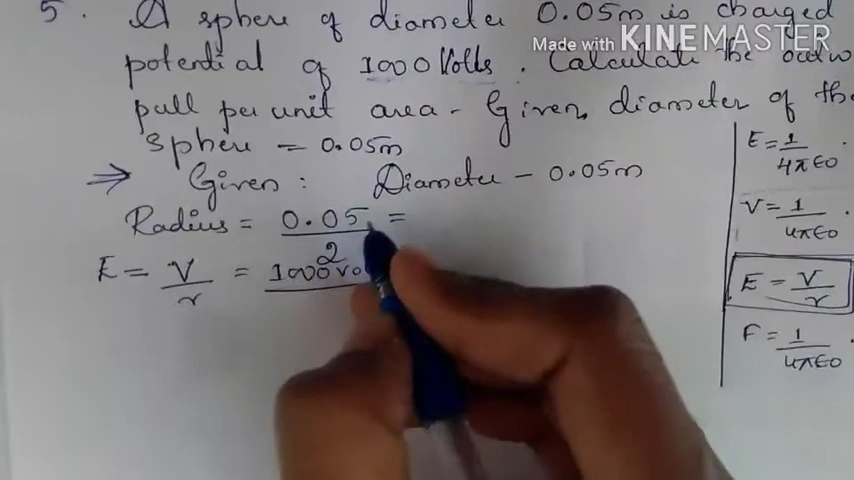 5. A sphere of diameter 0.05m is charged
Made with KINEMASTER
potential of 1000 Volts. Calculate the
pull per unit area - Given, diameter of the
sphere = 0.05m
⇒ Given : Diameter - 0.05m
Radius = 0.05 / 2 =
E = V / r = 1000 vo
E = 1 / 4πε0 .
V = 1 / 4πε0 .
E = V / r
F = 1 / 4πε0 .